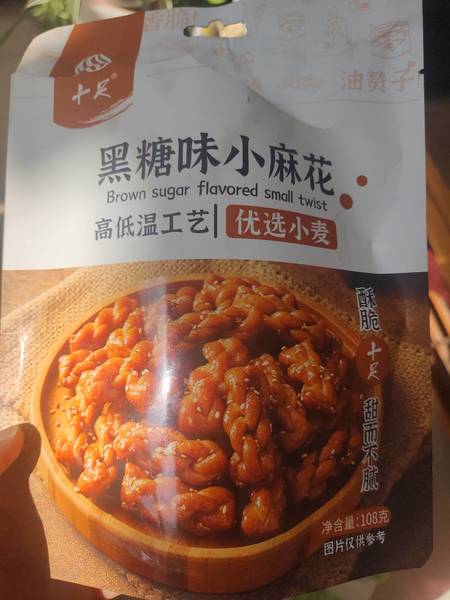 香脆
十足®
油赞子
黑糖味小麻花
Brown sugar flavored small twist
高低温工艺
优选小麦
酥脆
十足
甜而不腻
净含量:108克
图片仅供参考